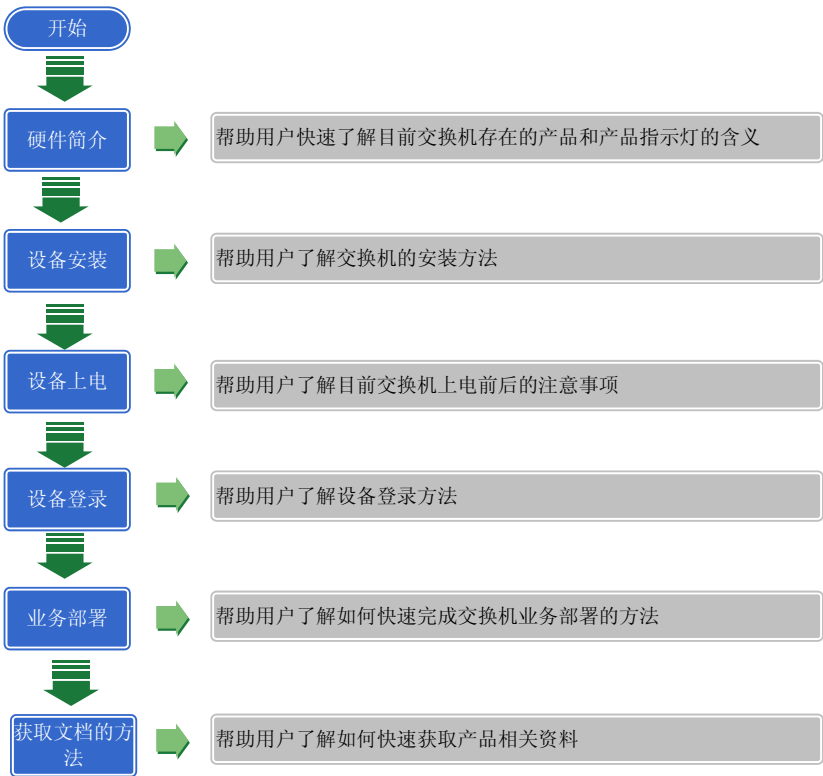 开始
硬件简介
帮助用户快速了解目前交换机存在的产品和产品指示灯的含义
设备安装
帮助用户了解交换机的安装方法
设备上电
帮助用户了解目前交换机上电前后的注意事项
设备登录
帮助用户了解设备登录方法
业务部署
帮助用户了解如何快速完成交换机业务部署的方法
获取文档的方
法
帮助用户了解如何快速获取产品相关资料